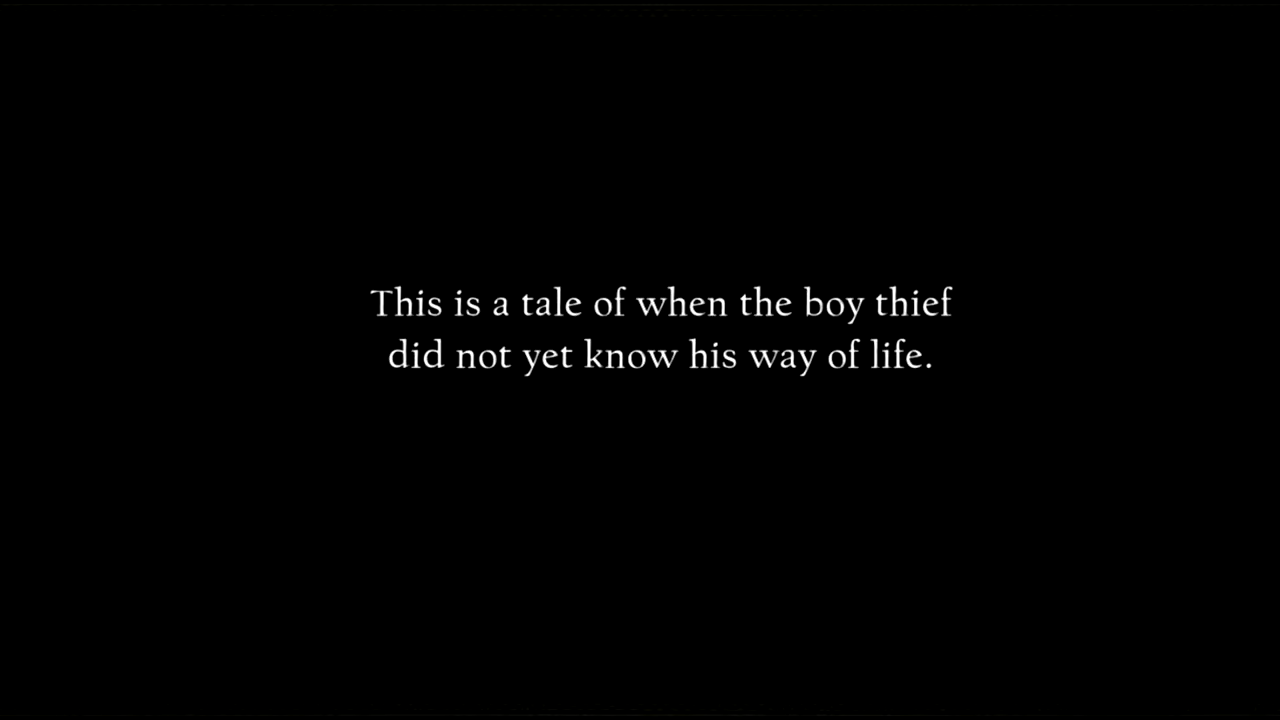 This is a tale of when the boy thief
did not yet know his way of life.